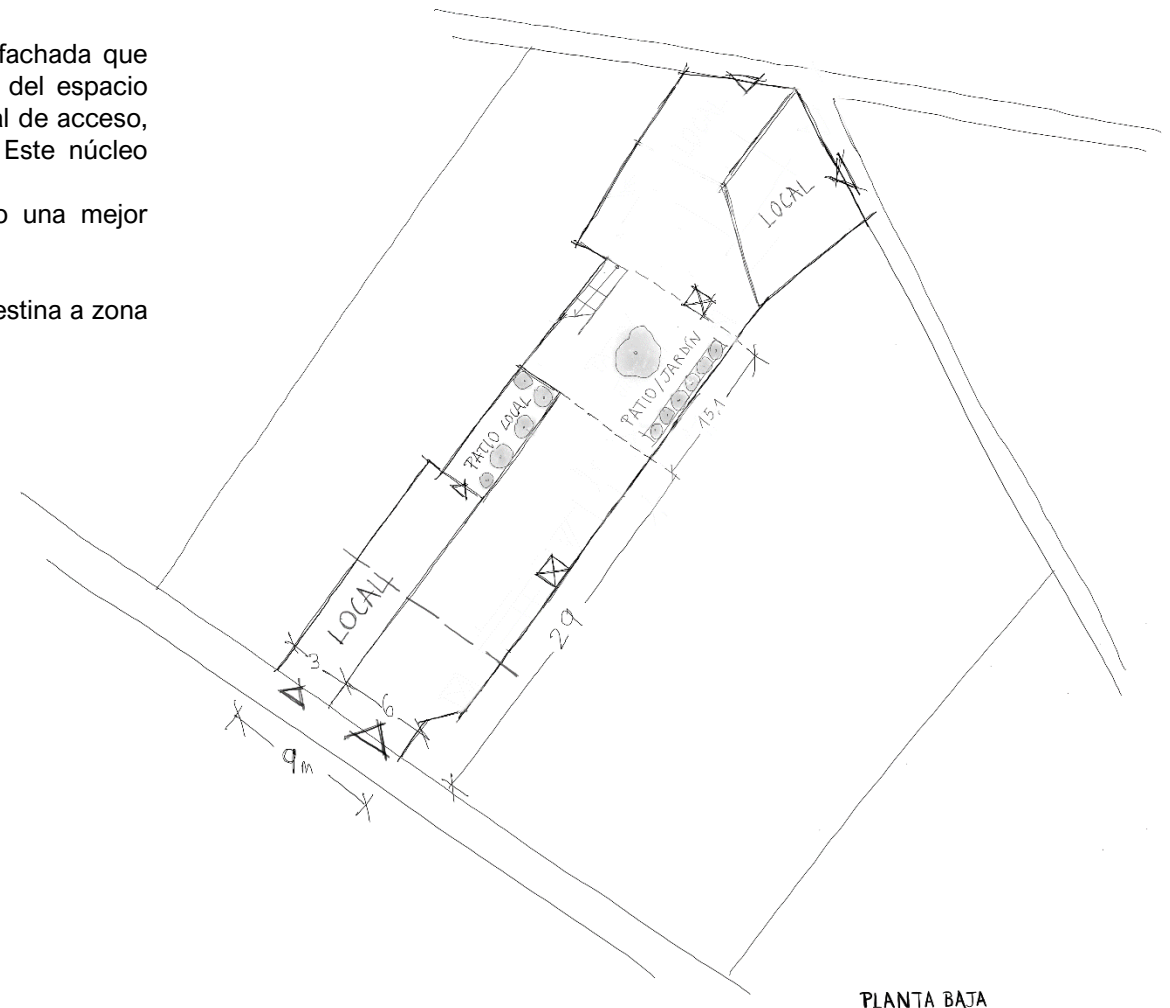 fachada que
del espacio
al de acceso,
Este núcleo
o una mejor
estina a zona
LOCAL
PATIO/JARDÍN
15,1
PATIO LOCAL
LOCAL
29
3
6
9m
PLANTA BAJA